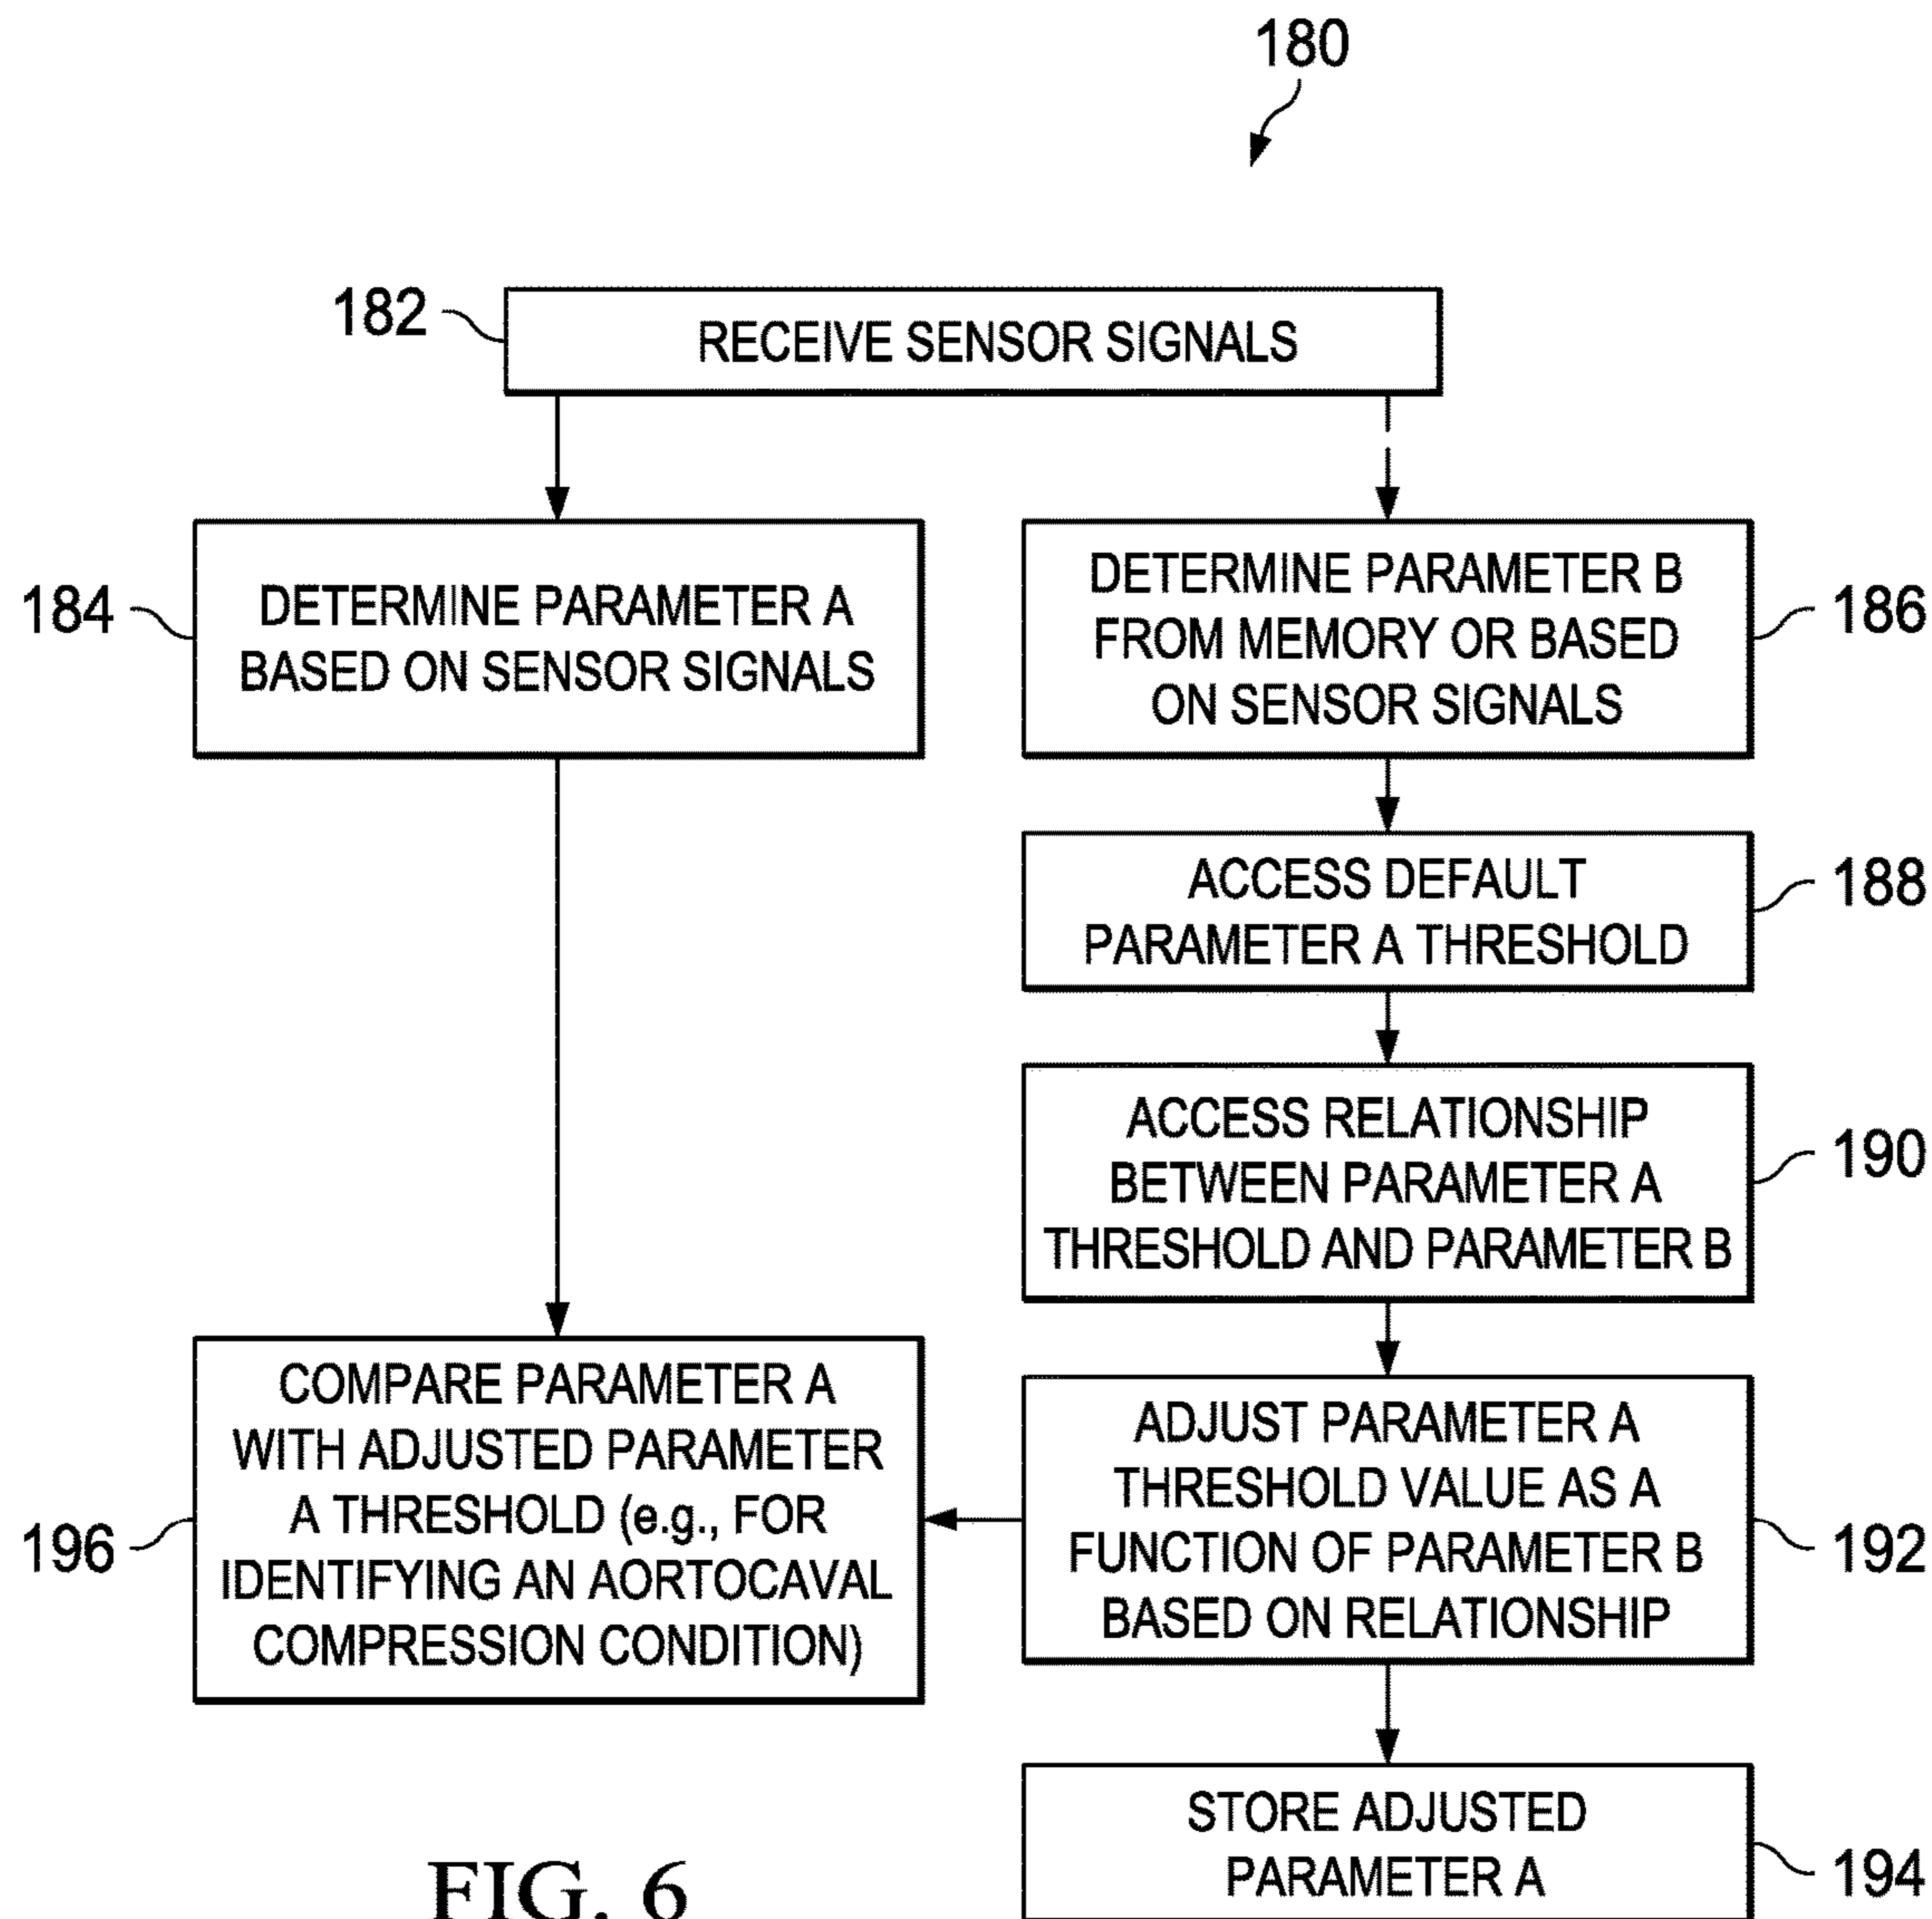 180
182
RECEIVE SENSOR SIGNALS
184
DETERMINE PARAMETER A
BASED ON SENSOR SIGNALS
DETERMINE PARAMETER B
FROM MEMORY OR BASED
ON SENSOR SIGNALS
186
ACCESS DEFAULT
PARAMETER A THRESHOLD
188
ACCESS RELATIONSHIP
BETWEEN PARAMETER A
THRESHOLD AND PARAMETER B
190
196
COMPARE PARAMETER A
WITH ADJUSTED PARAMETER
A THRESHOLD (e.g., FOR
IDENTIFYING AN AORTOCAVAL
COMPRESSION CONDITION)
ADJUST PARAMETER A
THRESHOLD VALUE AS A
FUNCTION OF PARAMETER B
BASED ON RELATIONSHIP
192
STORE ADJUSTED
PARAMETER A
194
FIG. 6